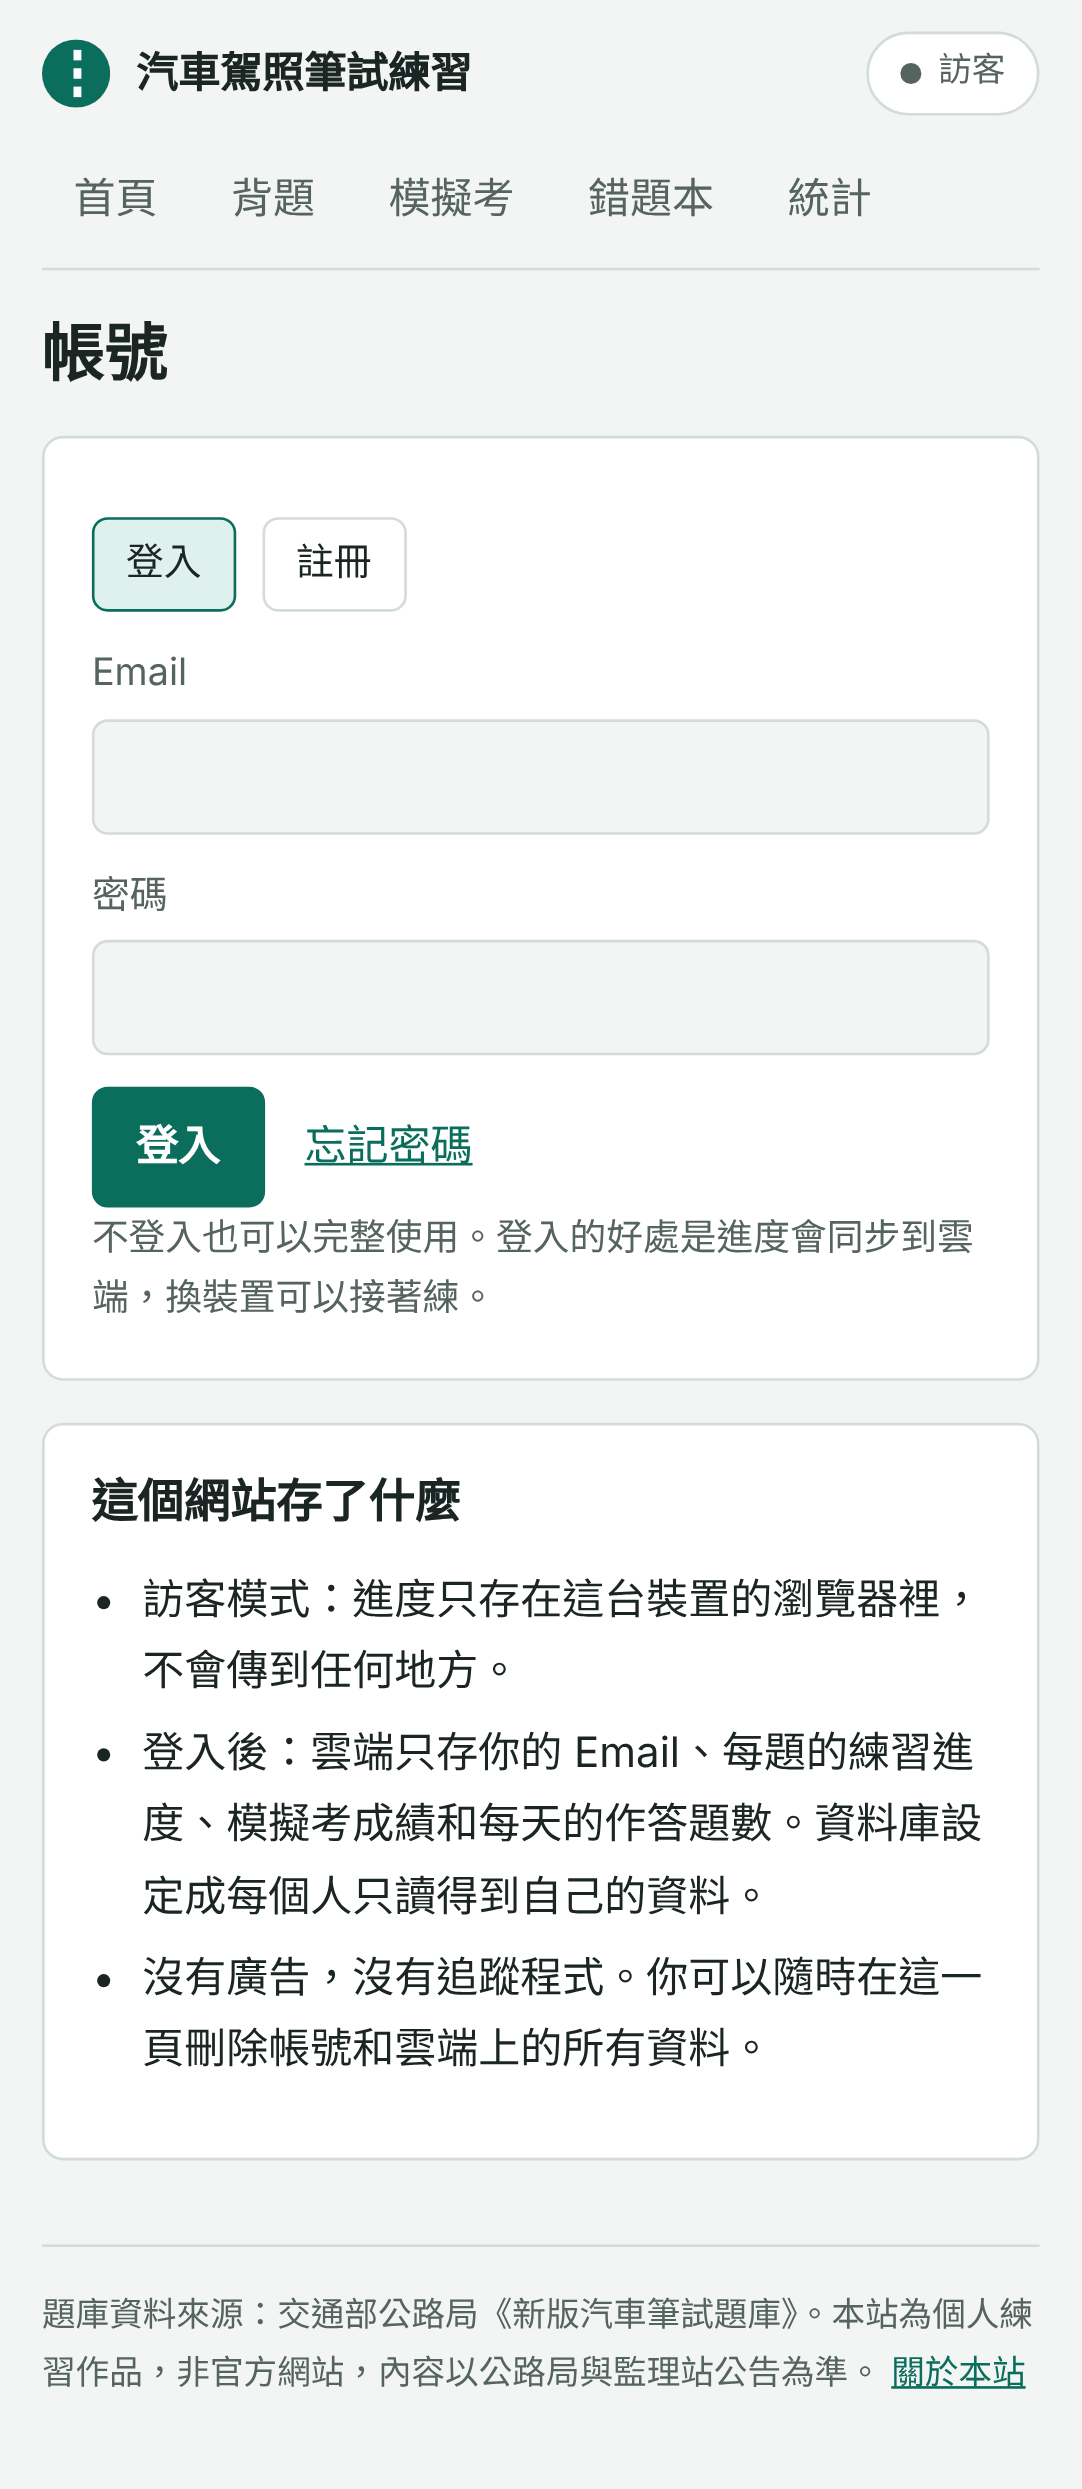 汽車駕照筆試練習
訪客
首頁 背題 模擬考 錯題本 統計
帳號
登入 註冊
Email
密碼
登入 忘記密碼
不登入也可以完整使用。登入的好處是進度會同步到雲
端，換裝置可以接著練。
這個網站存了什麼
• 訪客模式：進度只存在這台裝置的瀏覽器裡，
不會傳到任何地方。
• 登入後：雲端只存你的 Email、每題的練習進
度、模擬考成績和每天的作答題數。資料庫設
定成每個人只讀得到自己的資料。
• 沒有廣告，沒有追蹤程式。你可以隨時在這一
頁刪除帳號和雲端上的所有資料。
題庫資料來源：交通部公路局《新版汽車筆試題庫》。本站為個人練
習作品，非官方網站，內容以公路局與監理站公告為準。 關於本站